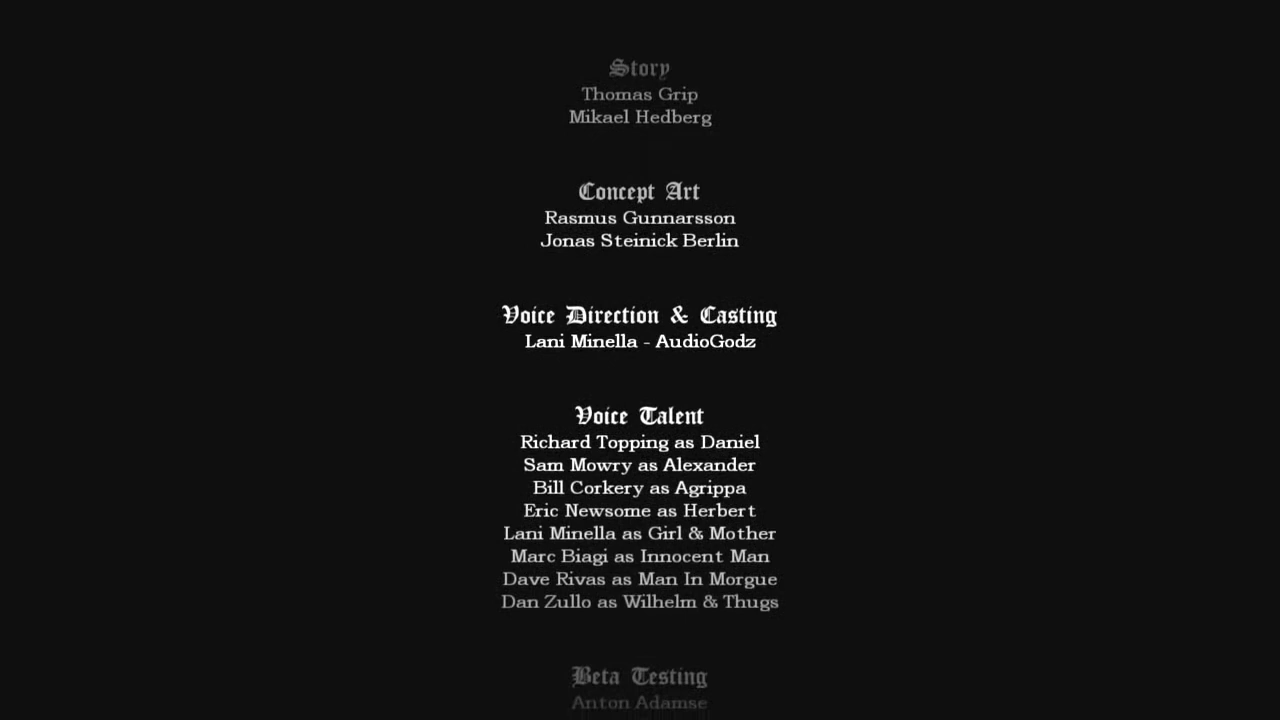 Story
Thomas Grip
Mikael Hedberg
Concept Art
Rasmus Gunnarsson
Jonas Steinick Berlin
Voice Direction & Casting
Lani Minella - AudioGodz
Voice Talent
Richard Topping as Daniel
Sam Mowry as Alexander
Bill Corkery as Agrippa
Eric Newsome as Herbert
Lani Minella as Girl & Mother
Marc Biagi as Innocent Man
Dave Rivas as Man In Morgue
Dan Zullo as Wilhelm & Thugs
Beta Testing
Anton Adamse